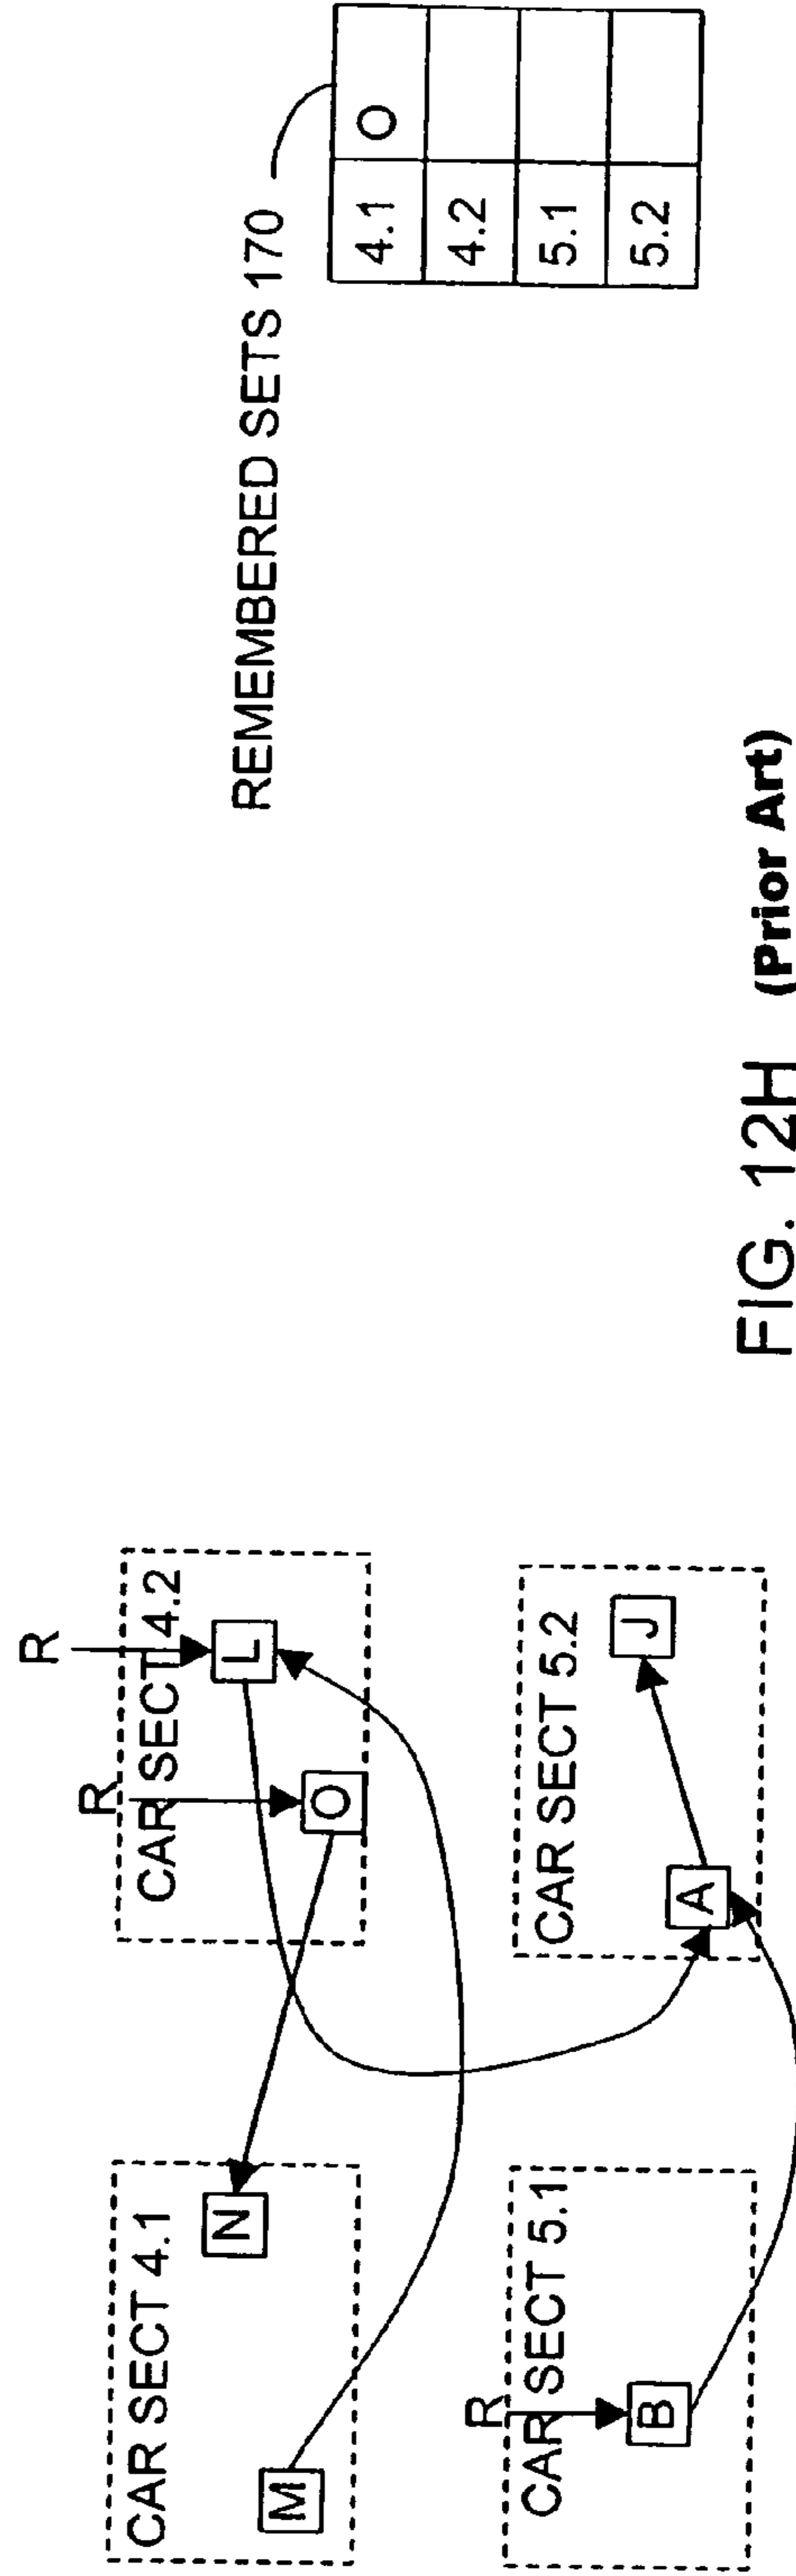 CAR SECT 4.1
M
N
R
R
CAR SECT 4.2
O
L
R
CAR SECT 5.1
B
CAR SECT 5.2
A
J
REMEMBERED SETS 170
4.1 O
4.2
5.1
5.2
FIG. 12H (Prior Art)